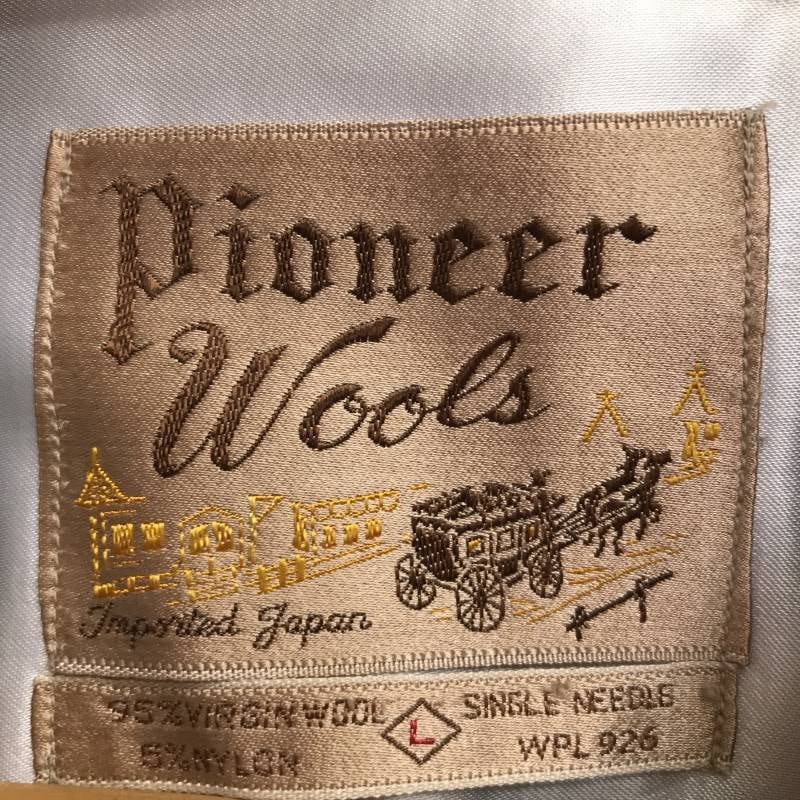 Pioneer
Wools
Imported Japan
95% VIRGIN WOOL
5% NYLON
L
SINGLE NEEDLE
WPL 926